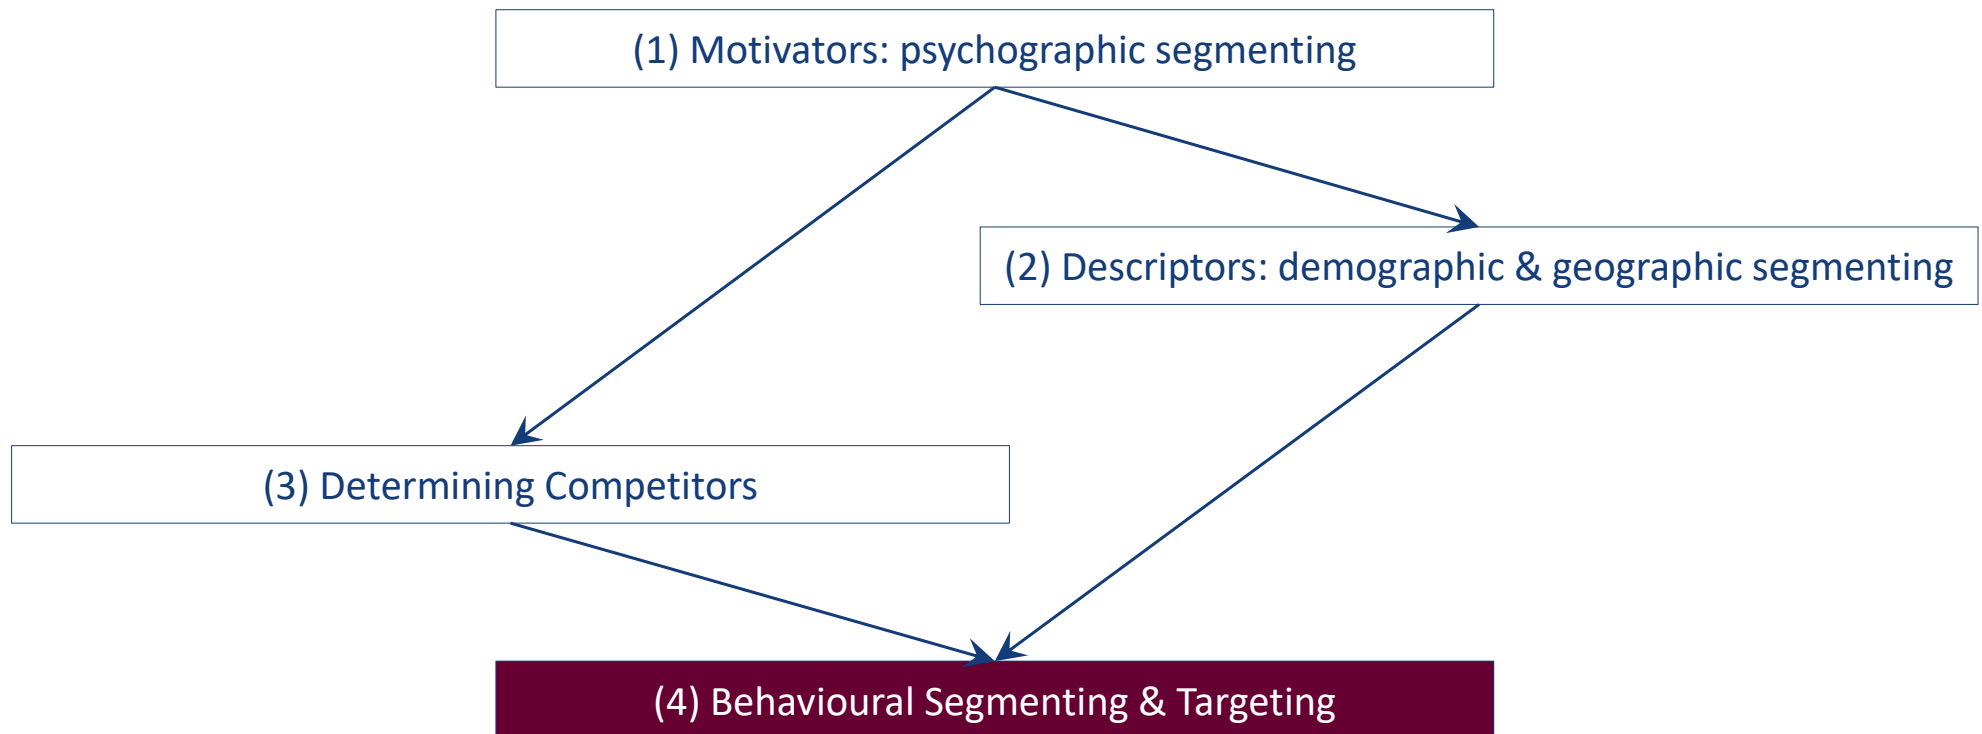 (1) Motivators: psychographic segmenting
(2) Descriptors: demographic & geographic segmenting
(3) Determining Competitors
(4) Behavioural Segmenting & Targeting